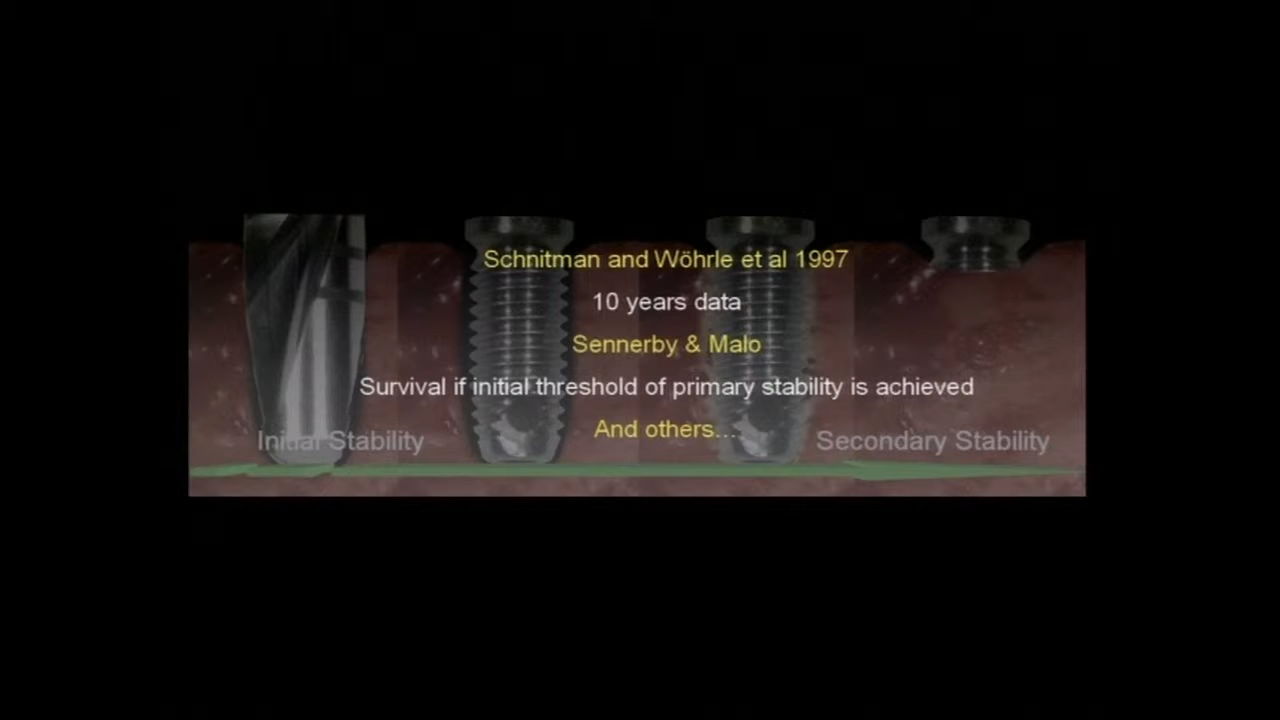 Schnitman and Wöhrle et al 1997
10 years data
Sennerby & Malo
Survival if initial threshold of primary stability is achieved
And others...
Initial Stability
Secondary Stability